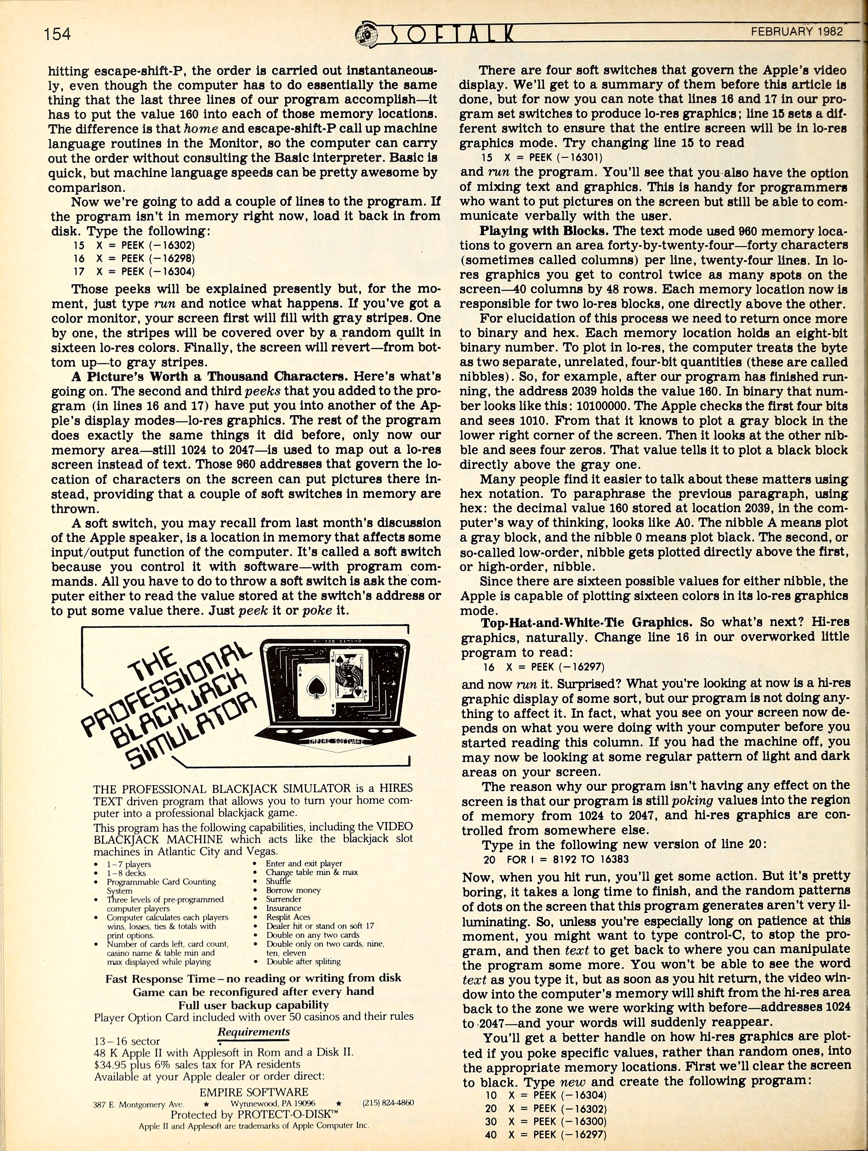 154
SOFTALK
FEBRUARY 1982
hitting escape-shift-P, the order is carried out instantaneous-
ly, even though the computer has to do essentially the same
thing that the last three lines of our program accomplish—it
has to put the value 160 into each of those memory locations.
The difference is that home and escape-shift-P call up machine
language routines in the Monitor, so the computer can carry
out the order without consulting the Basic interpreter. Basic is
quick, but machine language speeds can be pretty awesome by
comparison.
Now we're going to add a couple of lines to the program. If
the program isn't in memory right now, load it back in from
disk. Type the following:
15 X = PEEK (−16302)
16 X = PEEK (−16298)
17 X = PEEK (−16304)
Those peeks will be explained presently but, for the mo-
ment, just type run and notice what happens. If you've got a
color monitor, your screen first will fill with gray stripes. One
by one, the stripes will be covered over by a random quilt in
sixteen lo-res colors. Finally, the screen will revert—from bot-
tom up—to gray stripes.
A Picture's Worth a Thousand Characters. Here's what's
going on. The second and third peeks that you added to the pro-
gram (in lines 16 and 17) have put you into another of the Ap-
ple's display modes—lo-res graphics. The rest of the program
does exactly the same things it did before, only now our
memory area—still 1024 to 2047—is used to map out a lo-res
screen instead of text. Those 960 addresses that govern the lo-
cation of characters on the screen can put pictures there in-
stead, providing that a couple of soft switches in memory are
thrown.
A soft switch, you may recall from last month's discussion
of the Apple speaker, is a location in memory that affects some
input/output function of the computer. It's called a soft switch
because you control it with software—with program com-
mands. All you have to do to throw a soft switch is ask the com-
puter either to read the value stored at the switch's address or
to put some value there. Just peek it or poke it.
THE
PROFESSIONAL
BLACKJACK
SIMULATOR
EMPIRE SOFTWARE
THE PROFESSIONAL BLACKJACK SIMULATOR is a HIRES
TEXT driven program that allows you to turn your home com-
puter into a professional blackjack game.
This program has the following capabilities, including the VIDEO
BLACKJACK MACHINE which acts like the blackjack slot
machines in Atlantic City and Vegas.
• 1–7 players
• 1–8 decks
• Programmable Card Counting
System
• Three levels of pre-programmed
computer players
• Computer calculates each players
wins, losses, ties & totals with
print options.
• Number of cards left, card count,
casino name & table min and
max displayed while playing
• Enter and exit player
• Change table min & max
• Shuffle
• Borrow money
• Surrender
• Insurance
• Resplit Aces
• Dealer hit or stand on soft 17
• Double on any two cards
• Double only on two cards, nine,
ten, eleven
• Double after spliting
Fast Response Time – no reading or writing from disk
Game can be reconfigured after every hand
Full user backup capability
Player Option Card included with over 50 casinos and their rules
Requirements
13–16 sector
48 K Apple II with Applesoft in Rom and a Disk II.
$34.95 plus 6% sales tax for PA residents
Available at your Apple dealer or order direct:
EMPIRE SOFTWARE
387 E. Montgomery Ave. ★ Wynnewood, PA 19096 ★ (215) 824-4860
Protected by PROTECT-O-DISK™
Apple II and Applesoft are trademarks of Apple Computer Inc.
There are four soft switches that govern the Apple's video
display. We'll get to a summary of them before this article is
done, but for now you can note that lines 16 and 17 in our pro-
gram set switches to produce lo-res graphics; line 15 sets a dif-
ferent switch to ensure that the entire screen will be in lo-res
graphics mode. Try changing line 15 to read
15 X = PEEK (−16301)
and run the program. You'll see that you also have the option
of mixing text and graphics. This is handy for programmers
who want to put pictures on the screen but still be able to com-
municate verbally with the user.
Playing with Blocks. The text mode used 960 memory loca-
tions to govern an area forty-by-twenty-four—forty characters
(sometimes called columns) per line, twenty-four lines. In lo-
res graphics you get to control twice as many spots on the
screen—40 columns by 48 rows. Each memory location now is
responsible for two lo-res blocks, one directly above the other.
For elucidation of this process we need to return once more
to binary and hex. Each memory location holds an eight-bit
binary number. To plot in lo-res, the computer treats the byte
as two separate, unrelated, four-bit quantities (these are called
nibbles). So, for example, after our program has finished run-
ning, the address 2039 holds the value 160. In binary that num-
ber looks like this: 10100000. The Apple checks the first four bits
and sees 1010. From that it knows to plot a gray block in the
lower right corner of the screen. Then it looks at the other nib-
ble and sees four zeros. That value tells it to plot a black block
directly above the gray one.
Many people find it easier to talk about these matters using
hex notation. To paraphrase the previous paragraph, using
hex: the decimal value 160 stored at location 2039, in the com-
puter's way of thinking, looks like A0. The nibble A means plot
a gray block, and the nibble 0 means plot black. The second, or
so-called low-order, nibble gets plotted directly above the first,
or high-order, nibble.
Since there are sixteen possible values for either nibble, the
Apple is capable of plotting sixteen colors in its lo-res graphics
mode.
Top-Hat-and-White-Tie Graphics. So what's next? Hi-res
graphics, naturally. Change line 16 in our overworked little
program to read:
16 X = PEEK (−16297)
and now run it. Surprised? What you're looking at now is a hi-res
graphic display of some sort, but our program is not doing any-
thing to affect it. In fact, what you see on your screen now de-
pends on what you were doing with your computer before you
started reading this column. If you had the machine off, you
may now be looking at some regular pattern of light and dark
areas on your screen.
The reason why our program isn't having any effect on the
screen is that our program is still poking values into the region
of memory from 1024 to 2047, and hi-res graphics are con-
trolled from somewhere else.
Type in the following new version of line 20:
20 FOR I = 8192 TO 16383
Now, when you hit run, you'll get some action. But it's pretty
boring, it takes a long time to finish, and the random patterns
of dots on the screen that this program generates aren't very il-
luminating. So, unless you're especially long on patience at this
moment, you might want to type control-C, to stop the pro-
gram, and then text to get back to where you can manipulate
the program some more. You won't be able to see the word
text as you type it, but as soon as you hit return, the video win-
dow into the computer's memory will shift from the hi-res area
back to the zone we were working with before—addresses 1024
to 2047—and your words will suddenly reappear.
You'll get a better handle on how hi-res graphics are plot-
ted if you poke specific values, rather than random ones, into
the appropriate memory locations. First we'll clear the screen
to black. Type new and create the following program:
10 X = PEEK (−16304)
20 X = PEEK (−16302)
30 X = PEEK (−16300)
40 X = PEEK (−16297)